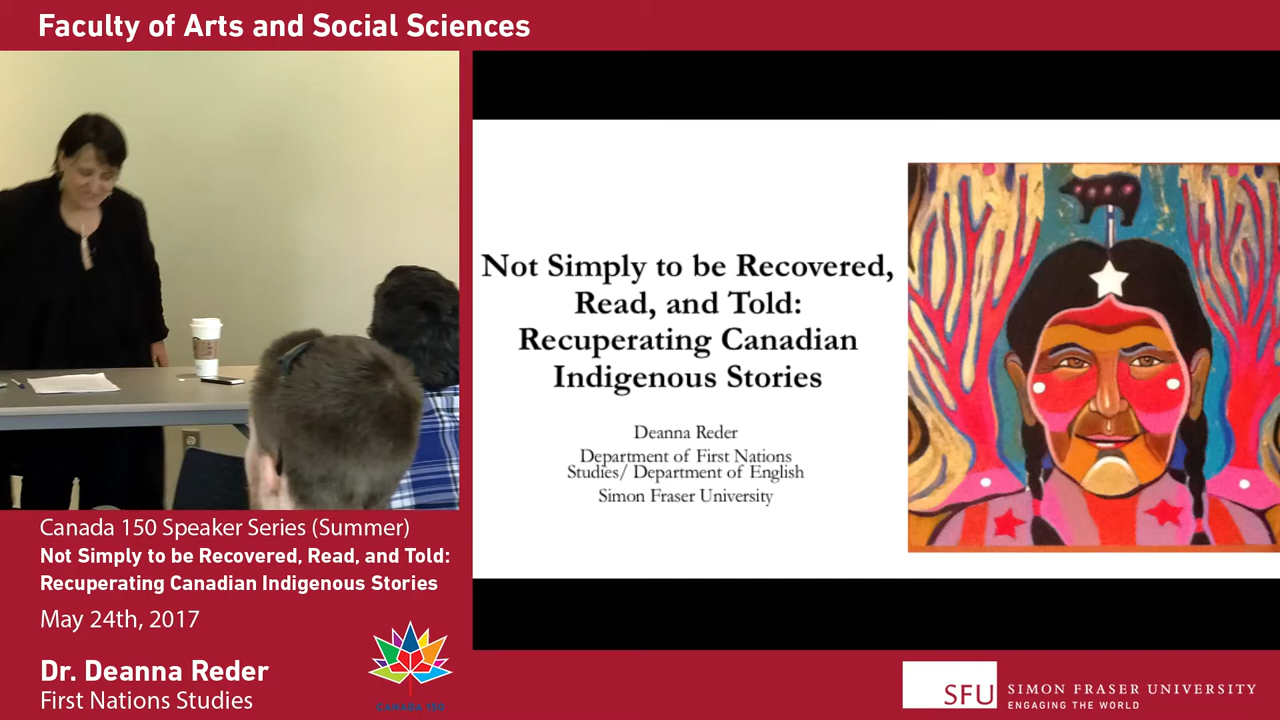 Faculty of Arts and Social Sciences
Not Simply to be Recovered,
Read, and Told:
Recuperating Canadian
Indigenous Stories
Deanna Reder
Department of First Nations
Studies/ Department of English
Simon Fraser University
Canada 150 Speaker Series (Summer)
Not Simply to be Recovered, Read, and Told:
Recuperating Canadian Indigenous Stories
May 24th, 2017
Dr. Deanna Reder
First Nations Studies
CANADA 150
SFU
SIMON FRASER UNIVERSITY
ENGAGING THE WORLD